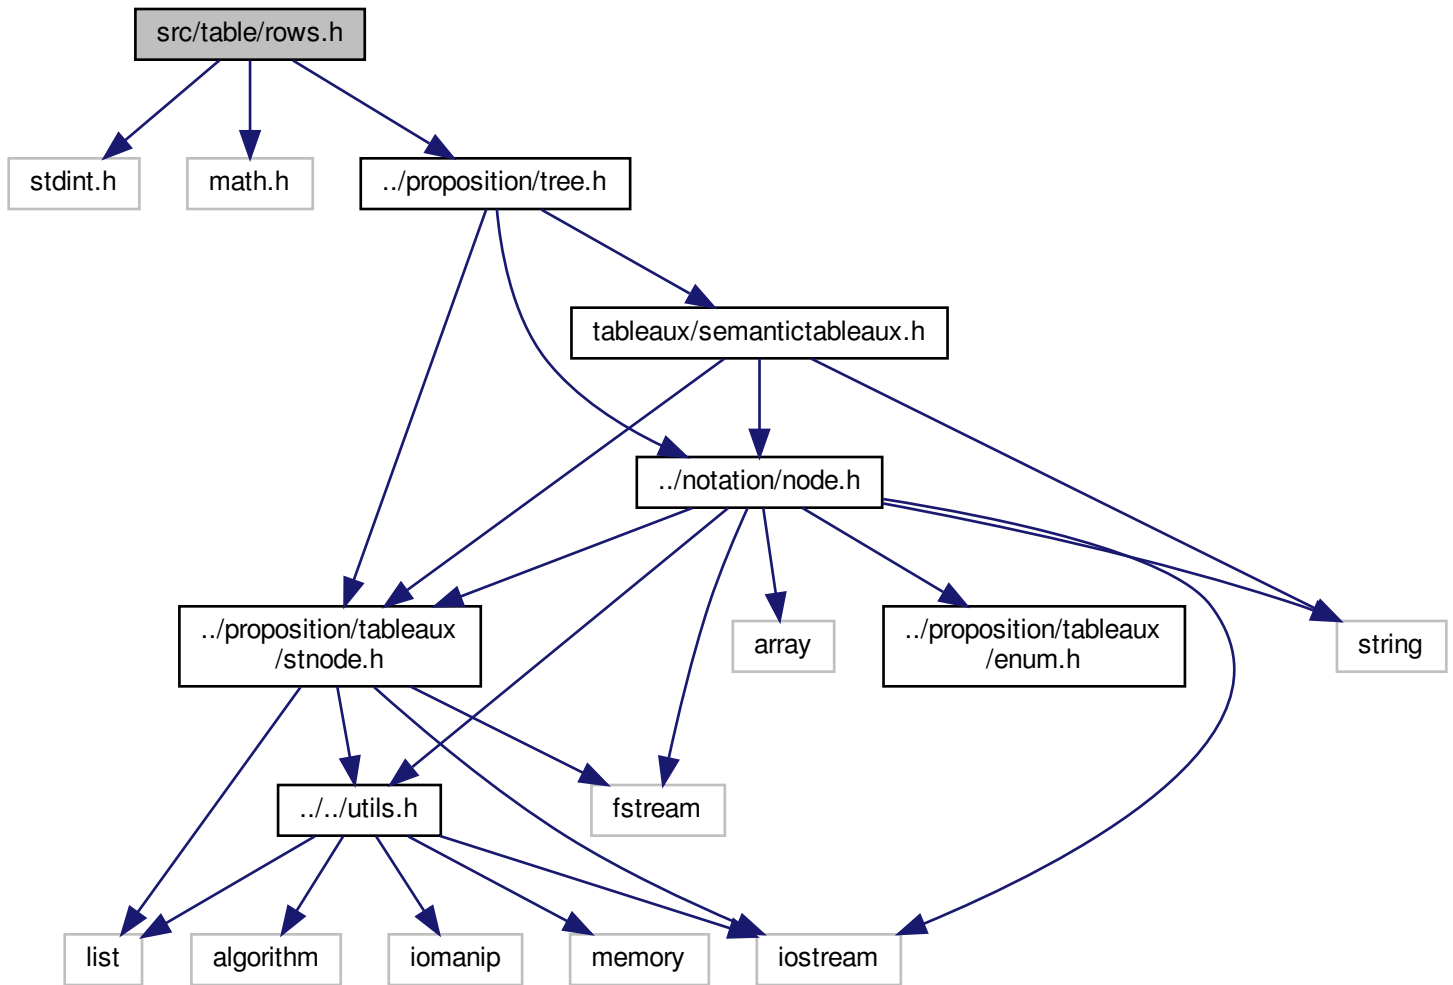 src/table/rows.h
stdint.h
math.h
../proposition/tree.h
tableaux/semantictableaux.h
../notation/node.h
../proposition/tableaux
/stnode.h
array
../proposition/tableaux
/enum.h
string
../../utils.h
fstream
list
algorithm
iomanip
memory
iostream